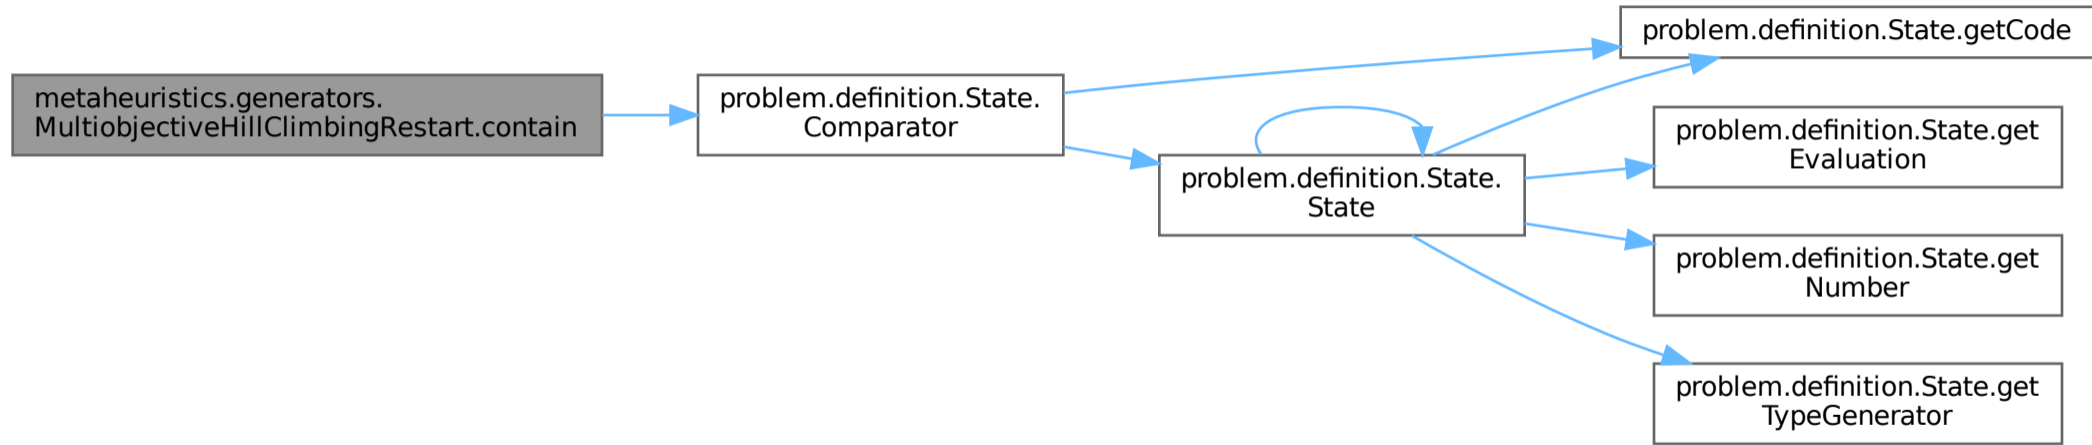 metaheuristics.generators.
MultiobjectiveHillClimbingRestart.contain
problem.definition.State.
Comparator
problem.definition.State.getCode
problem.definition.State.
State
problem.definition.State.get
Evaluation
problem.definition.State.get
Number
problem.definition.State.get
TypeGenerator